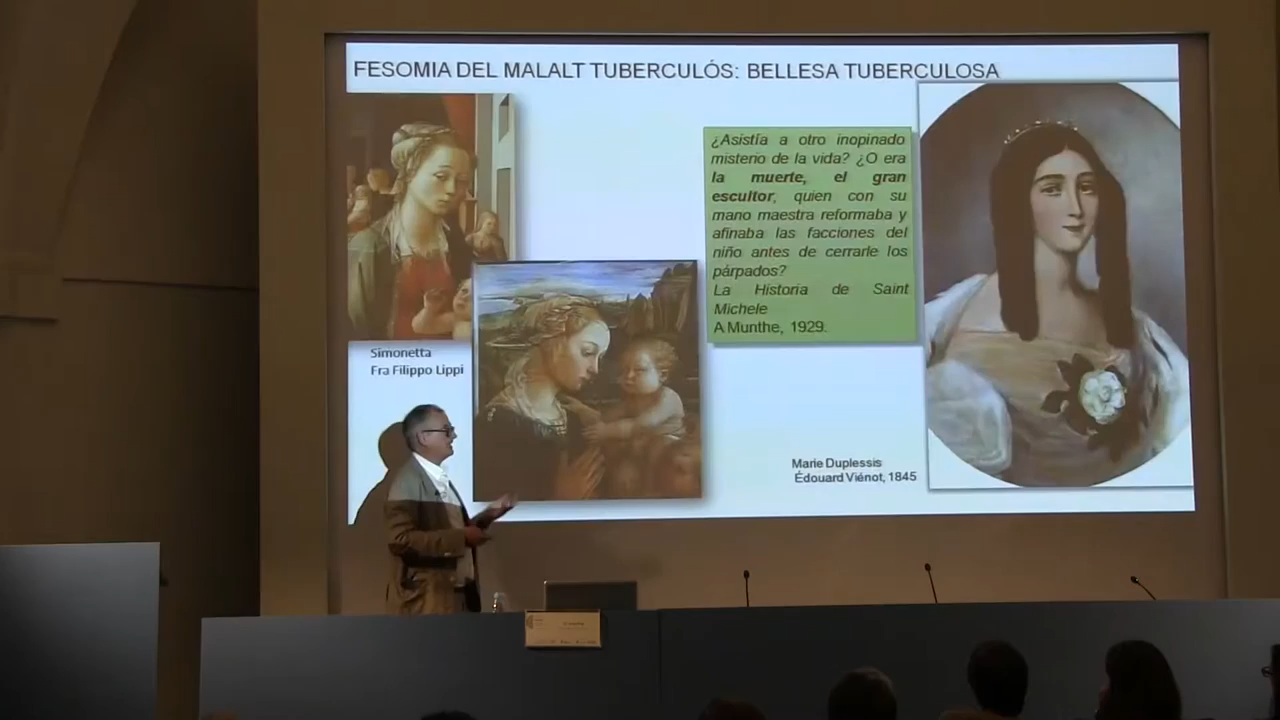 FESOMIA DEL MALALT TUBERCULÓS: BELLESA TUBERCULOSA
¿Asistía a otro inopinado
misterio de la vida? ¿O era
la muerte, el gran
escultor, quien con su
mano maestra reformaba y
afinaba las facciones del
niño antes de cerrarle los
párpados?
La Historia de Saint
Michele
A Munthe, 1929.
Simonetta
Fra Filippo Lippi
Marie Duplessis
Édouard Viénot, 1845